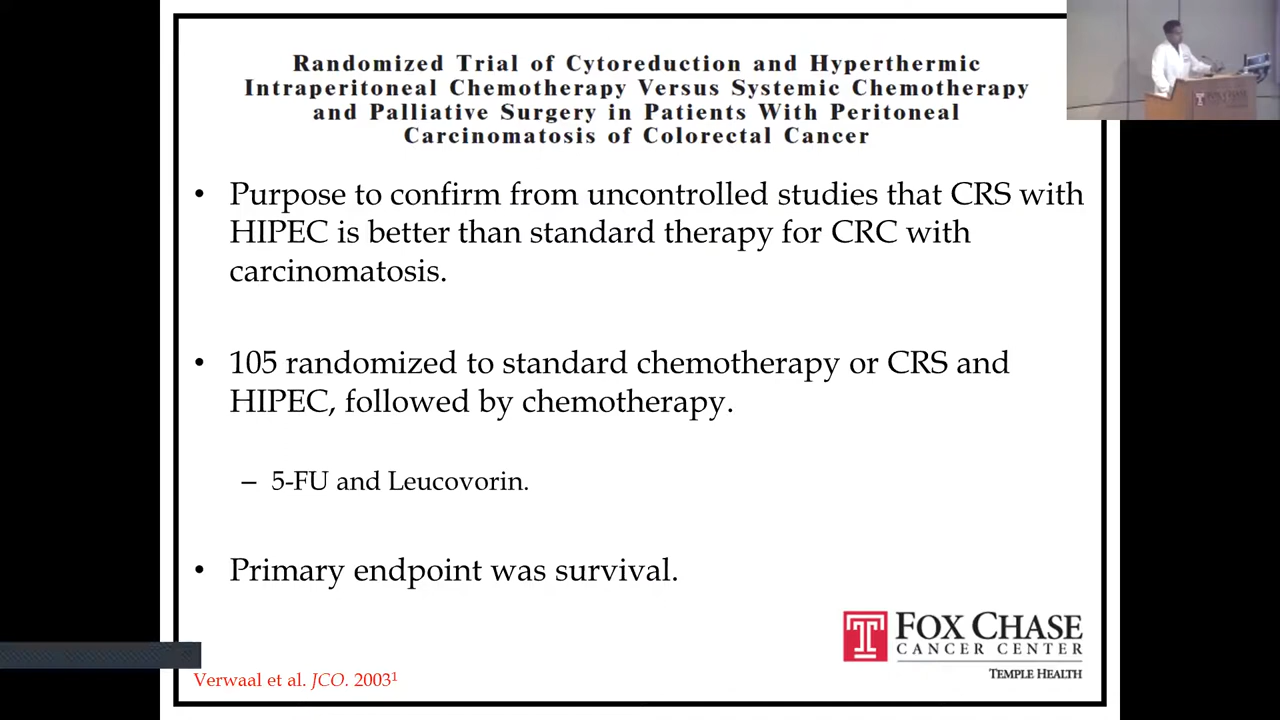 Randomized Trial of Cytoreduction and Hyperthermic
Intraperitoneal Chemotherapy Versus Systemic Chemotherapy
and Palliative Surgery in Patients With Peritoneal
Carcinomatosis of Colorectal Cancer
FOX CHASE
• Purpose to confirm from uncontrolled studies that CRS with
HIPEC is better than standard therapy for CRC with
carcinomatosis.
• 105 randomized to standard chemotherapy or CRS and
HIPEC, followed by chemotherapy.
– 5-FU and Leucovorin.
• Primary endpoint was survival.
FOX CHASE
CANCER CENTER
TEMPLE HEALTH
Verwaal et al. JCO. 2003¹